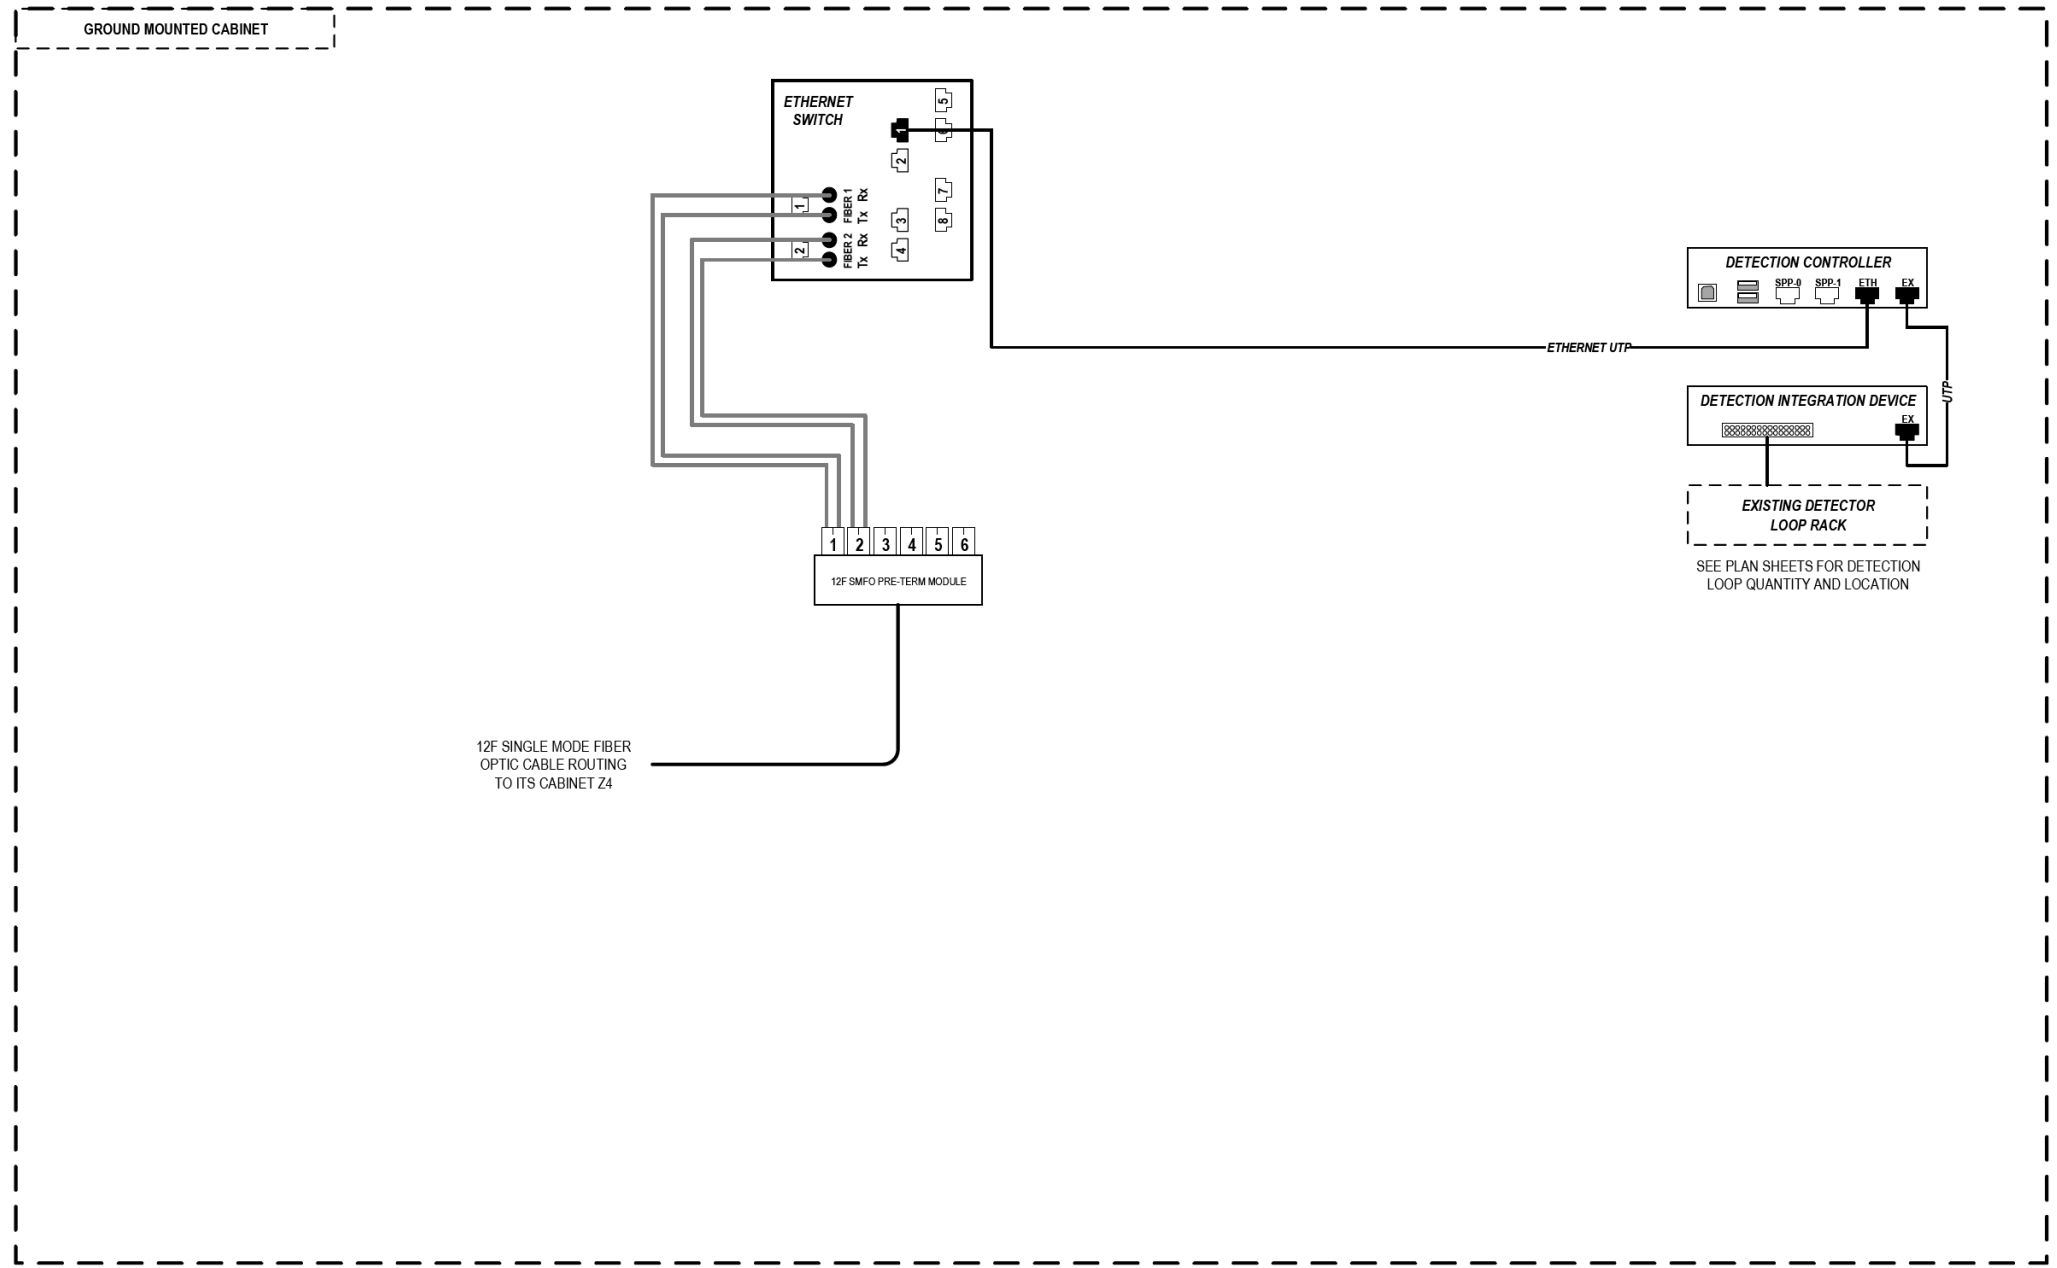 GROUND MOUNTED CABINET
ETHERNET
SWITCH
5
1
6
2
7
3
8
4
1
FIBER 1
Rx
Tx
2
FIBER 2
Rx
Tx
DETECTION CONTROLLER
SPP-0 SPP-1 ETH EX
ETHERNET UTP
UTP
DETECTION INTEGRATION DEVICE
EX
EXISTING DETECTOR
LOOP RACK
SEE PLAN SHEETS FOR DETECTION
LOOP QUANTITY AND LOCATION
1 2 3 4 5 6
12F SMFO PRE-TERM MODULE
12F SINGLE MODE FIBER
OPTIC CABLE ROUTING
TO ITS CABINET Z4